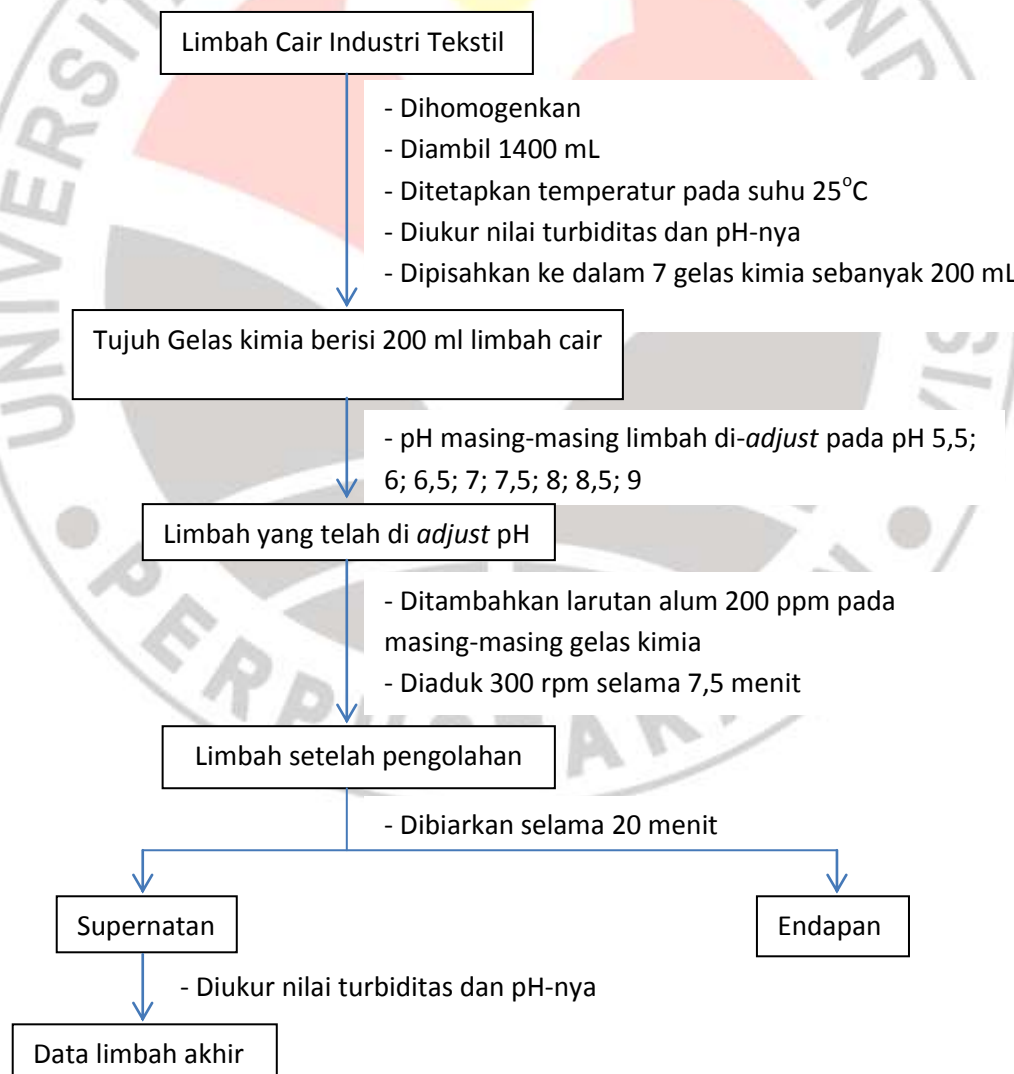 Limbah Cair Industri Tekstil
- Dihomogenkan
- Diambil 1400 mL
- Ditetapkan temperatur pada suhu 25°C
- Diukur nilai turbiditas dan pH-nya
- Dipisahkan ke dalam 7 gelas kimia sebanyak 200 mL
Tujuh Gelas kimia berisi 200 ml limbah cair
- pH masing-masing limbah di-adjust pada pH 5,5;
6; 6,5; 7; 7,5; 8; 8,5; 9
Limbah yang telah di adjust pH
- Ditambahkan larutan alum 200 ppm pada
masing-masing gelas kimia
- Diaduk 300 rpm selama 7,5 menit
Limbah setelah pengolahan
- Dibiarkan selama 20 menit
Supernatan
Endapan
- Diukur nilai turbiditas dan pH-nya
Data limbah akhir